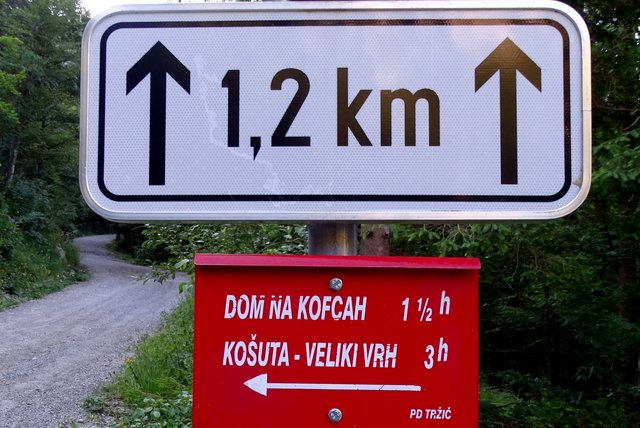 1,2 km
DOM NA KOFCAH 1 ½ h
KOŠUTA - VELIKI VRH 3h
PD TRŽIČ